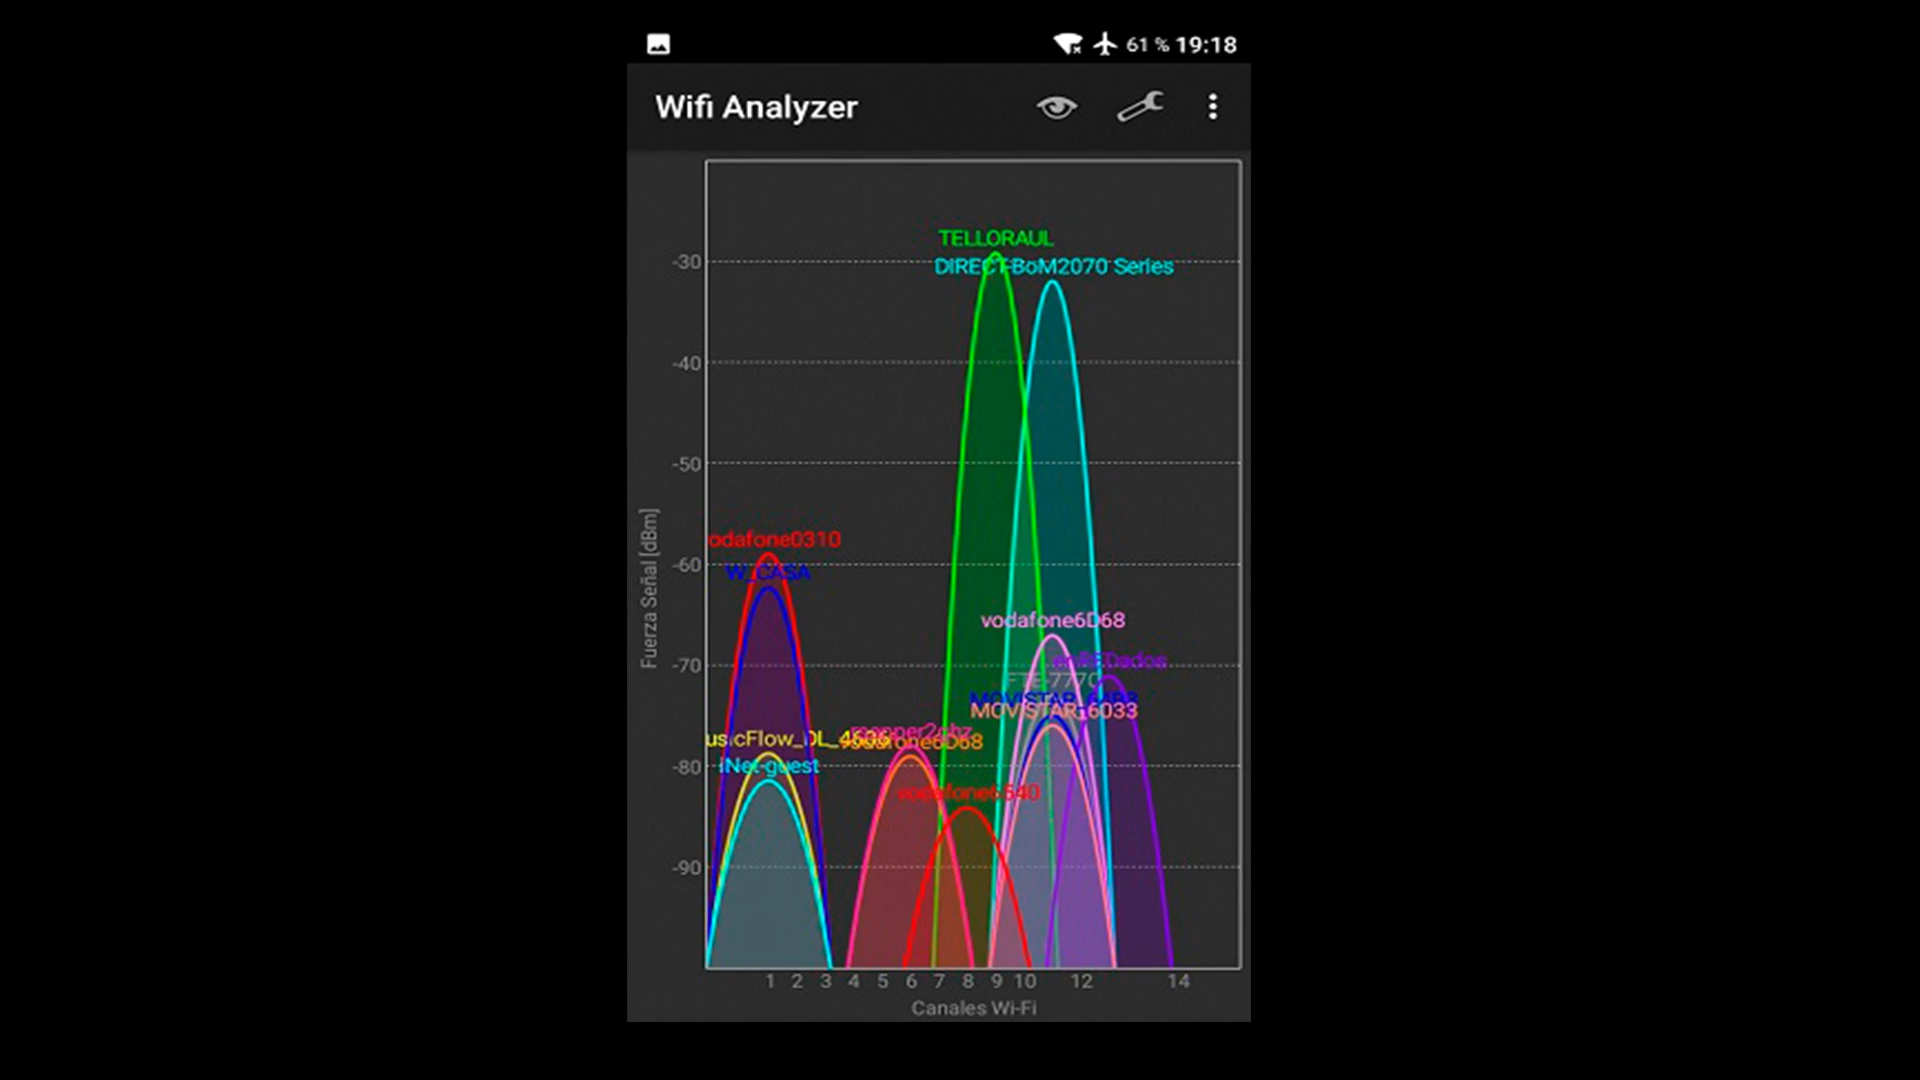 61 % 19:18
Wifi Analyzer
TELLORAUL
-30
DIRECT-BoM2070 Series
-40
-50
Fuerza Señal [dBm]
odafone0310
-60
W_CASA
vodafone6D68
-70
MOVISTAR_6033
usicFlow_DL_4606
vodafone6D68
-80
iNet-guest
-90
1 2 3 4 5 6 7 8 9 10 12 14
Canales Wi-Fi